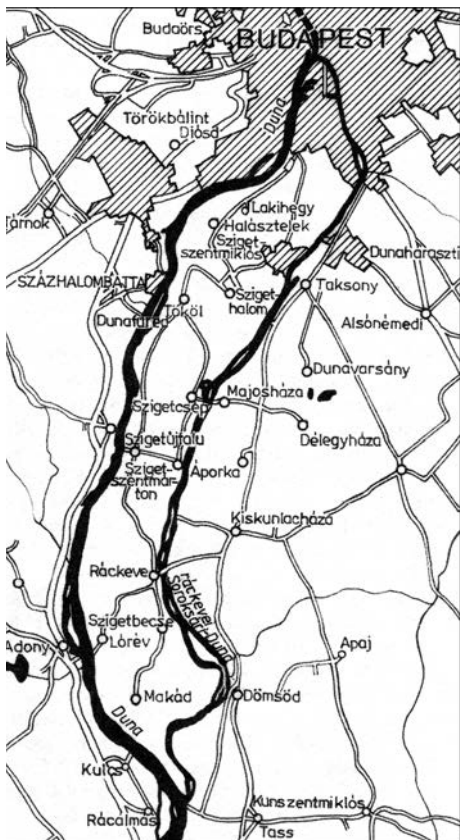 Budaörs
BUDAPEST
Törökbálint
Diósd
Duna
Tárnok
Lakihegy
Halásztelek
Sziget-
szentmiklós
Dunaharaszti
SZÁZHALOMBATTA
Tököl
Sziget-
halom
Taksony
Dunafüred
Alsónémedi
Dunavarsány
Szigetcsép
Majosháza
Délegyháza
Szigetújfalu
Sziget-
szentmár-
ton
Áporka
Kiskunlacháza
Ráckeve
ráckevei
Soroksári-Duna
Szigetbecse
Lórév
Adony
Apaj
Makád
Dömsöd
Duna
Kulcs
Rácalmás
Kunszentmiklós
Tass